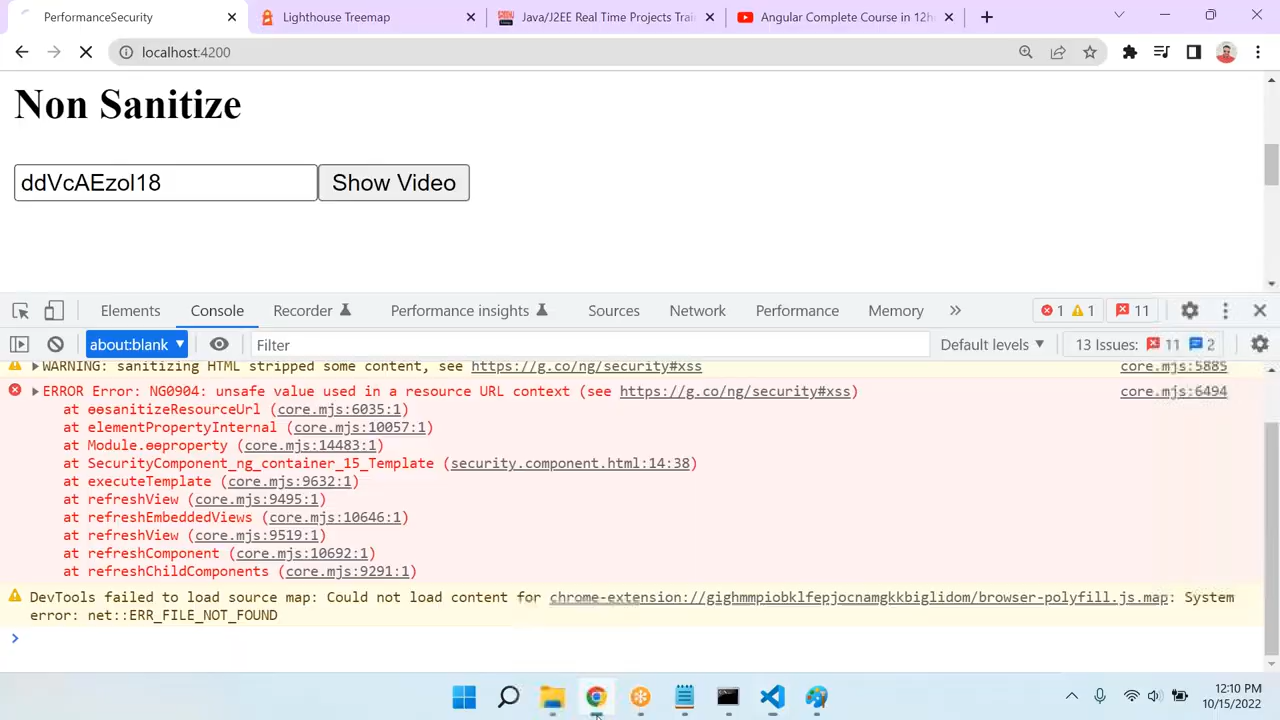 PerformanceSecurity
Lighthouse Treemap
Java/J2EE Real Time Projects Trai
Angular Complete Course in 12h
localhost:4200
Non Sanitize
ddVcAEzoI18
Show Video
Elements
Console
Recorder
Performance insights
Sources
Network
Performance
Memory
1
1
11
about:blank
Filter
Default levels
13 Issues: 11 2
WARNING: sanitizing HTML stripped some content, see https://g.co/ng/security#xss core.mjs:5885
ERROR Error: NG0904: unsafe value used in a resource URL context (see https://g.co/ng/security#xss) core.mjs:6494
at ɵɵsanitizeResourceUrl (core.mjs:6035:1)
at elementPropertyInternal (core.mjs:10057:1)
at Module.ɵɵproperty (core.mjs:14483:1)
at SecurityComponent_ng_container_15_Template (security.component.html:14:38)
at executeTemplate (core.mjs:9632:1)
at refreshView (core.mjs:9495:1)
at refreshEmbeddedViews (core.mjs:10646:1)
at refreshView (core.mjs:9519:1)
at refreshComponent (core.mjs:10692:1)
at refreshChildComponents (core.mjs:9291:1)
DevTools failed to load source map: Could not load content for chrome-extension://gighmmpiobklfepjocnamgkkbiglidom/browser-polyfill.js.map: System
error: net::ERR_FILE_NOT_FOUND
12:10 PM
10/15/2022